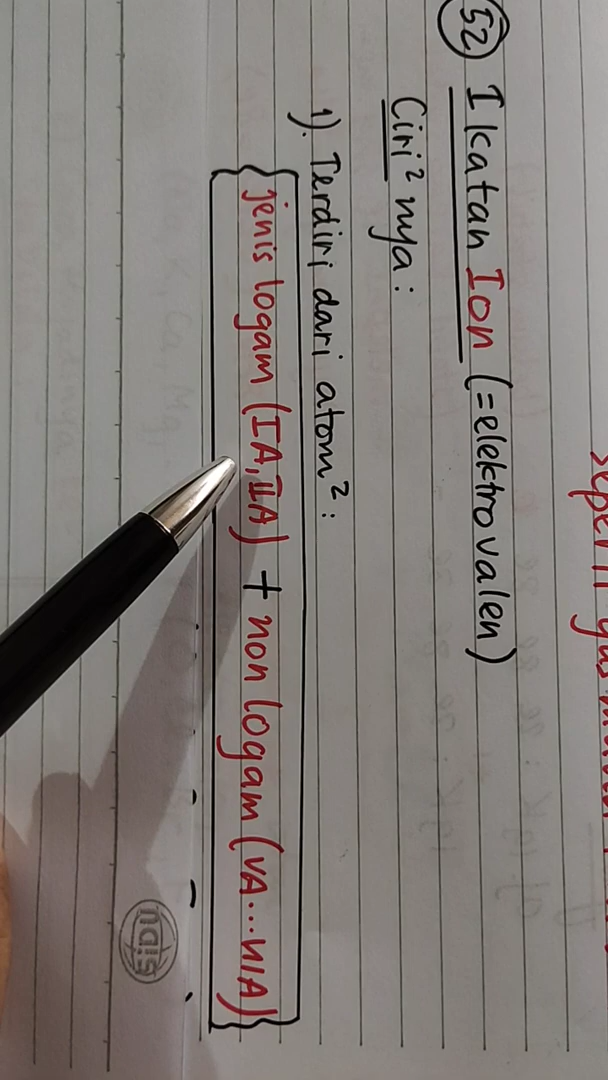 52 Ikatan Ion (=elektrovalen)
Ciri² nya:
1). Terdiri dari atom²:
jenis logam (IA, IIA) + non logam (VA...VIIA)